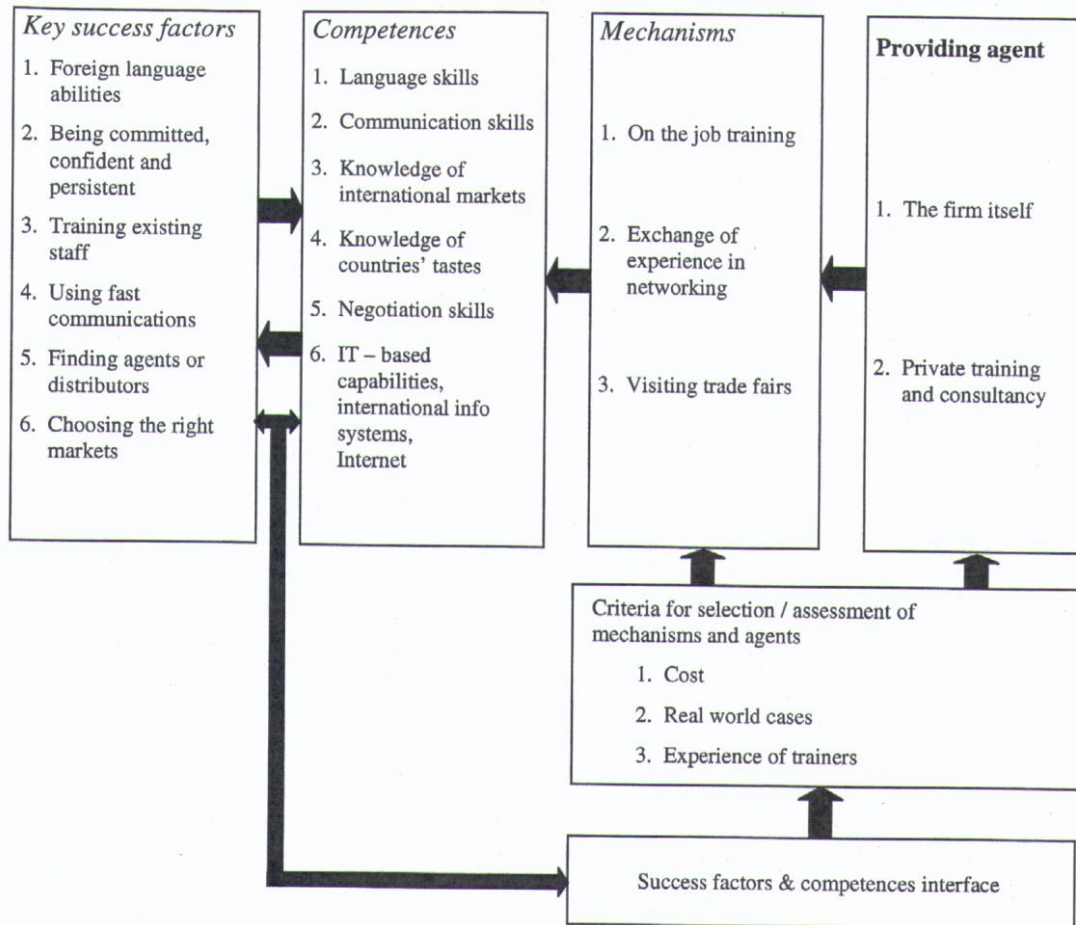 Key success factors
1. Foreign language
abilities
2. Being committed,
confident and
persistent
3. Training existing
staff
4. Using fast
communications
5. Finding agents or
distributors
6. Choosing the right
markets
Competences
1. Language skills
2. Communication skills
3. Knowledge of
international markets
4. Knowledge of
countries' tastes
5. Negotiation skills
6. IT – based
capabilities,
international info
systems,
Internet
Mechanisms
1. On the job training
2. Exchange of
experience in
networking
3. Visiting trade fairs
Providing agent
1. The firm itself
2. Private training
and consultancy
Criteria for selection / assessment of
mechanisms and agents
1. Cost
2. Real world cases
3. Experience of trainers
Success factors & competences interface